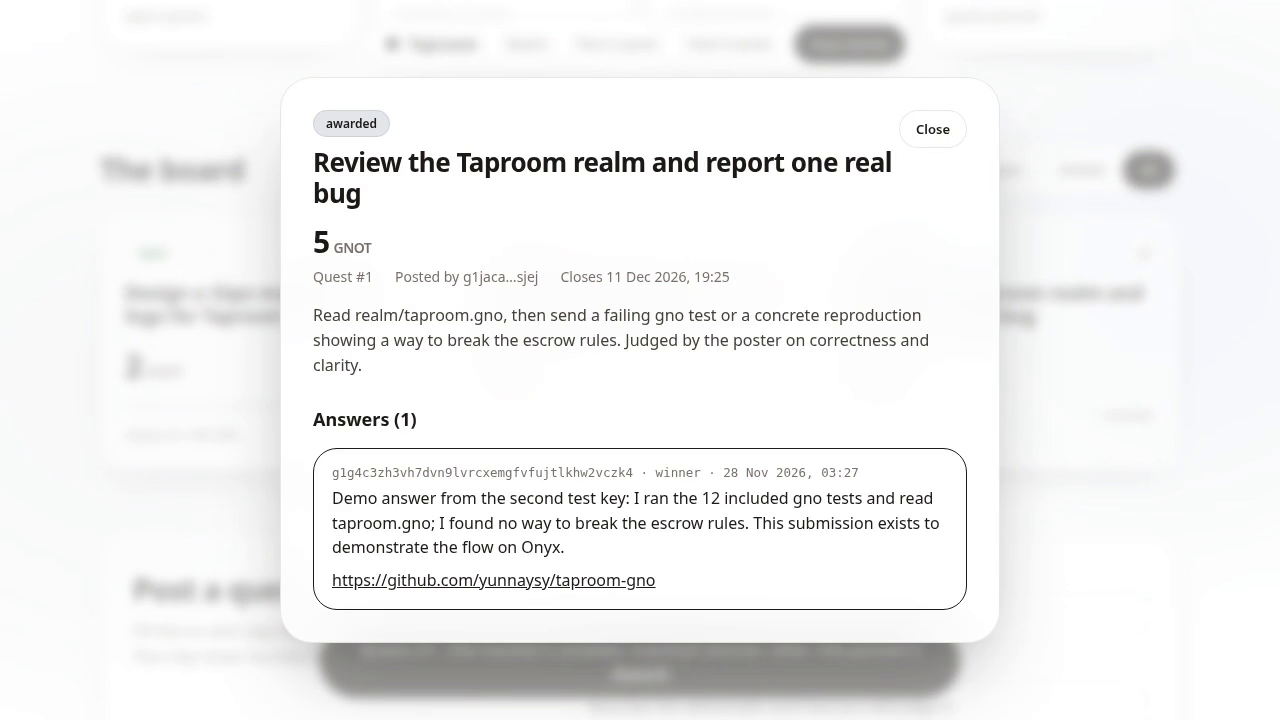 The board
awarded
Close
Review the Taproom realm and report one real
bug
5 GNOT
Quest #1 Posted by g1jaca…sjej Closes 11 Dec 2026, 19:25
Read realm/taproom.gno, then send a failing gno test or a concrete reproduction
showing a way to break the escrow rules. Judged by the poster on correctness and
clarity.
Answers (1)
g1g4c3zh3vh7dvn9lvrcxemgfvfujtlkhw2vczk4 · winner · 28 Nov 2026, 03:27
Demo answer from the second test key: I ran the 12 included gno tests and read
taproom.gno; I found no way to break the escrow rules. This submission exists to
demonstrate the flow on Onyx.
https://github.com/yunnaysy/taproom-gno